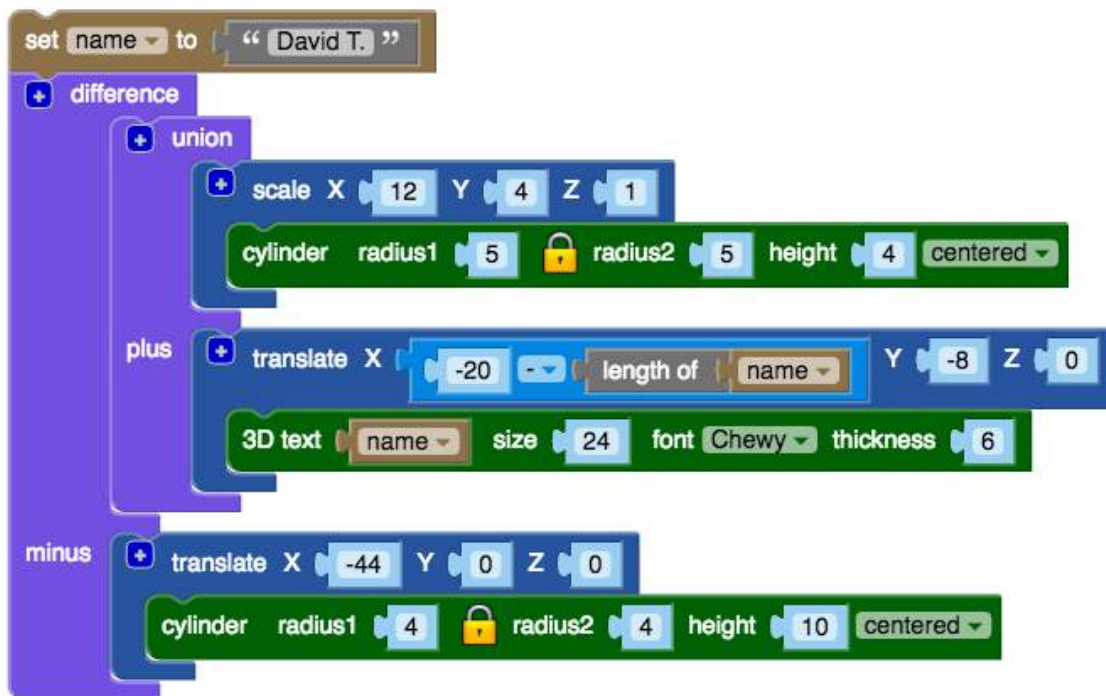 set name to “ David T. ”
+ difference
+ union
+ scale X 12 Y 4 Z 1
cylinder radius1 5 radius2 5 height 4 centered
plus + translate X -20 - length of name Y -8 Z 0
3D text name size 24 font Chewy thickness 6
minus + translate X -44 Y 0 Z 0
cylinder radius1 4 radius2 4 height 10 centered